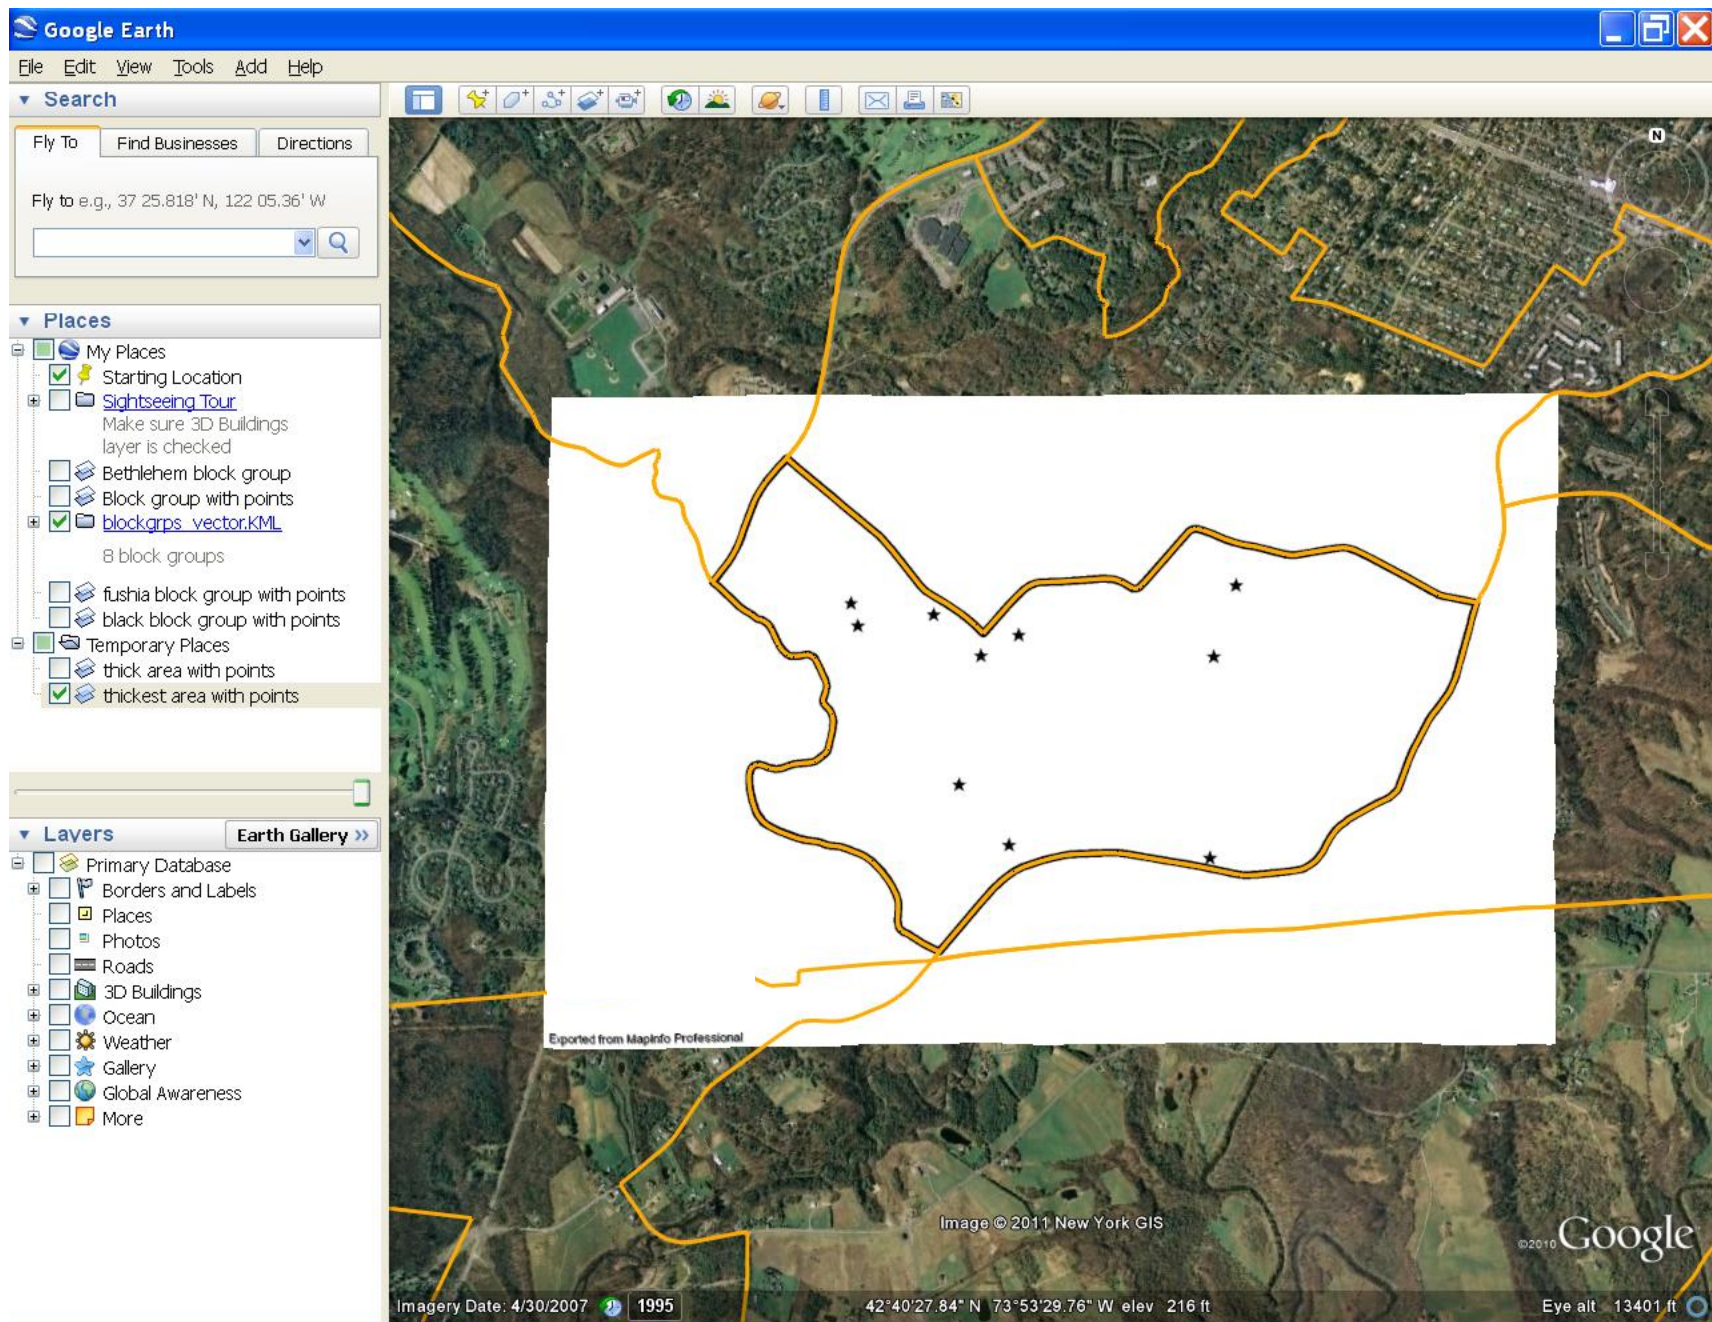 Google Earth
File Edit View Tools Add Help
Search
Fly To Find Businesses Directions
Fly to e.g., 37 25.818' N, 122 05.36' W
Places
My Places
Starting Location
Sightseeing Tour
Make sure 3D Buildings
layer is checked
Bethlehem block group
Block group with points
blockgrps_vector.KML
8 block groups
fushia block group with points
black block group with points
Temporary Places
thick area with points
thickest area with points
Layers
Earth Gallery »
Primary Database
Borders and Labels
Places
Photos
Roads
3D Buildings
Ocean
Weather
Gallery
Global Awareness
More
N
Exported from MapInfo Professional
Image © 2011 New York GIS
©2010 Google
Imagery Date: 4/30/2007 1995 42°40'27.84" N 73°53'29.76" W elev 216 ft Eye alt 13401 ft